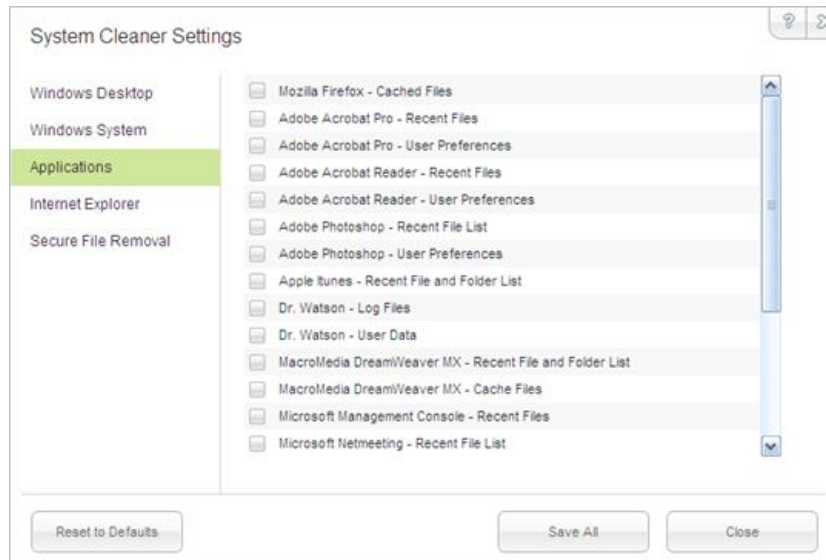 System Cleaner Settings
?
Windows Desktop
Windows System
Applications
Internet Explorer
Secure File Removal
Mozilla Firefox - Cached Files
Adobe Acrobat Pro - Recent Files
Adobe Acrobat Pro - User Preferences
Adobe Acrobat Reader - Recent Files
Adobe Acrobat Reader - User Preferences
Adobe Photoshop - Recent File List
Adobe Photoshop - User Preferences
Apple Itunes - Recent File and Folder List
Dr. Watson - Log Files
Dr. Watson - User Data
MacroMedia DreamWeaver MX - Recent File and Folder List
MacroMedia DreamWeaver MX - Cache Files
Microsoft Management Console - Recent Files
Microsoft Netmeeting - Recent File List
Reset to Defaults
Save All
Close